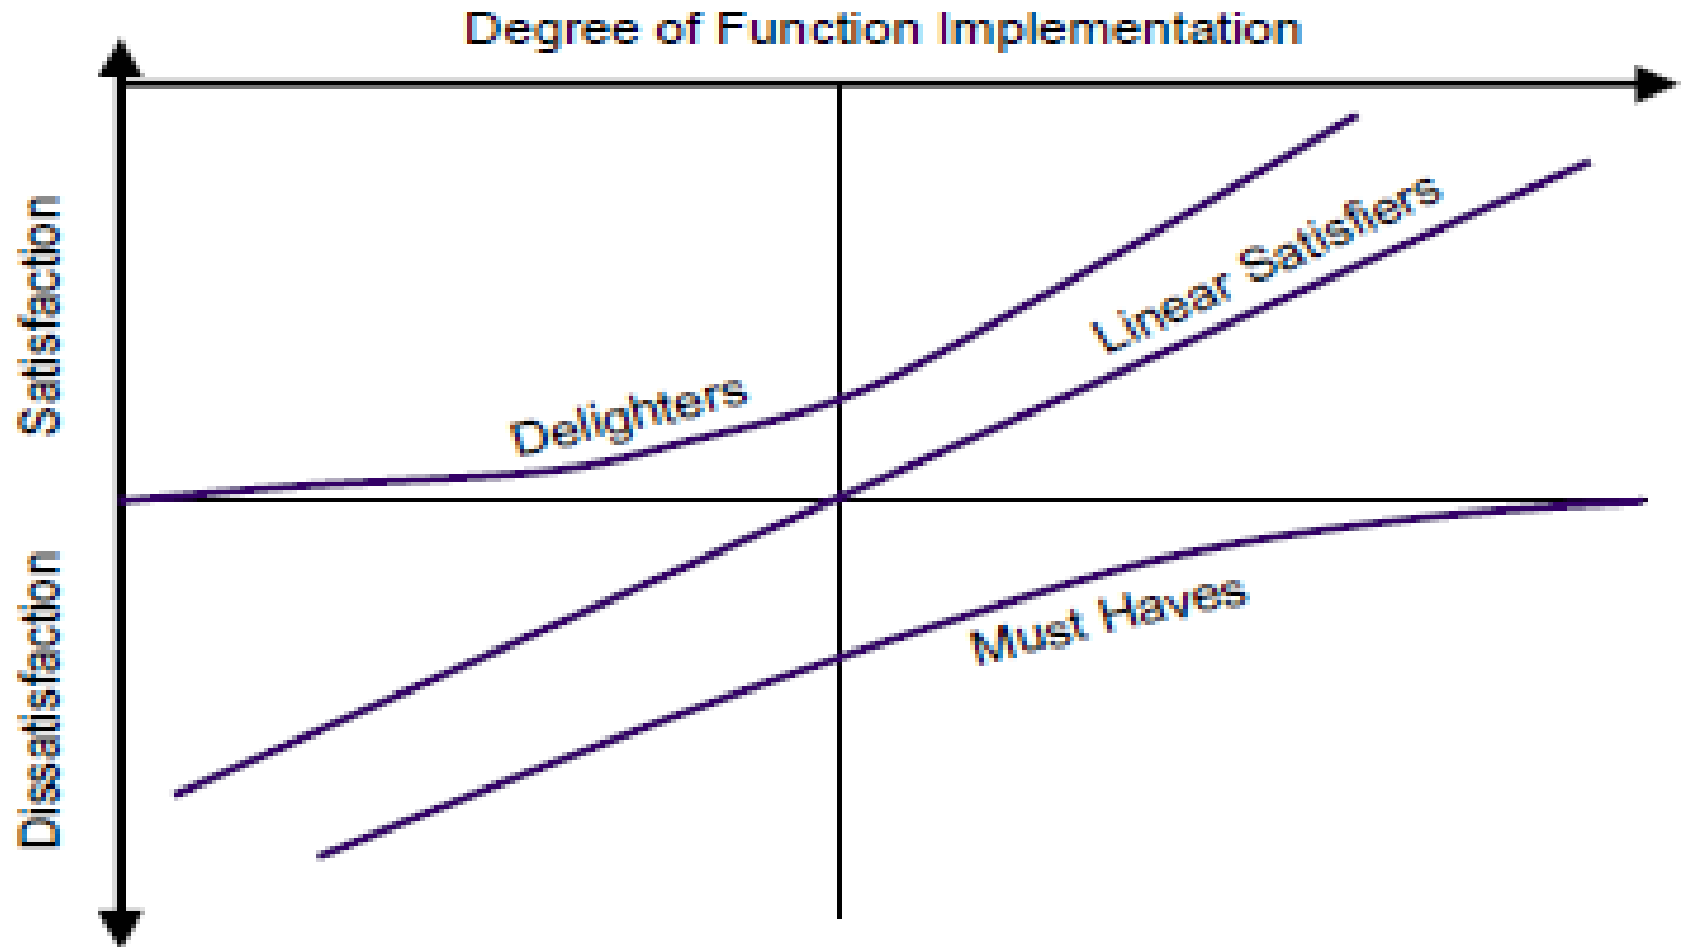 Degree of Function Implementation
Satisfaction
Delighters
Linear Satisfiers
Dissatisfaction
Must Haves